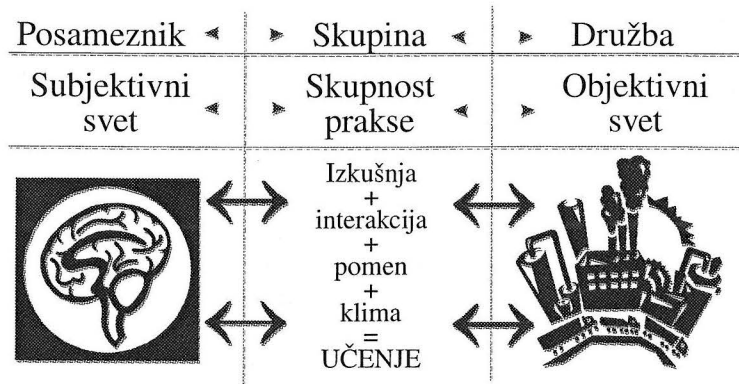 Posameznik
Skupina
Družba
Subjektivni
svet
Skupnost
prakse
Objektivni
svet
Izkušnja
+
interakcija
+
pomen
+
klima
=
UČENJE